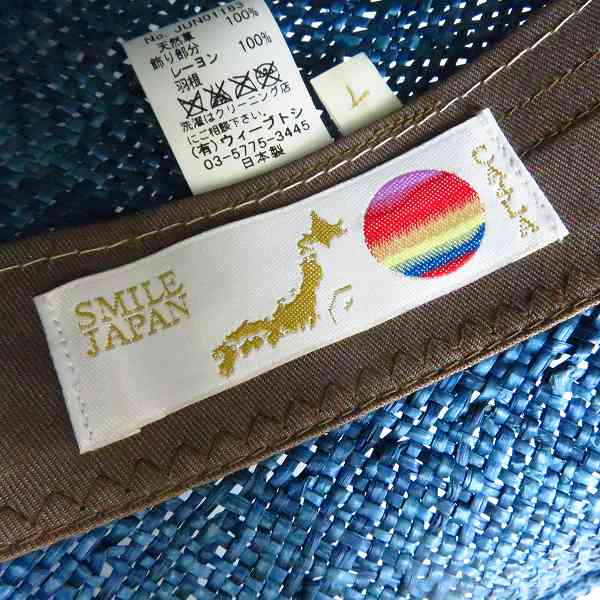 No. JUN01183
天然草 100%
飾り部分
レーヨン 100%
羽根
洗濯はクリーニング店
にご相談下さい。
(有)ウィーブトシ
03-5775-3445
日本製
SMILE
JAPAN
CA4LA